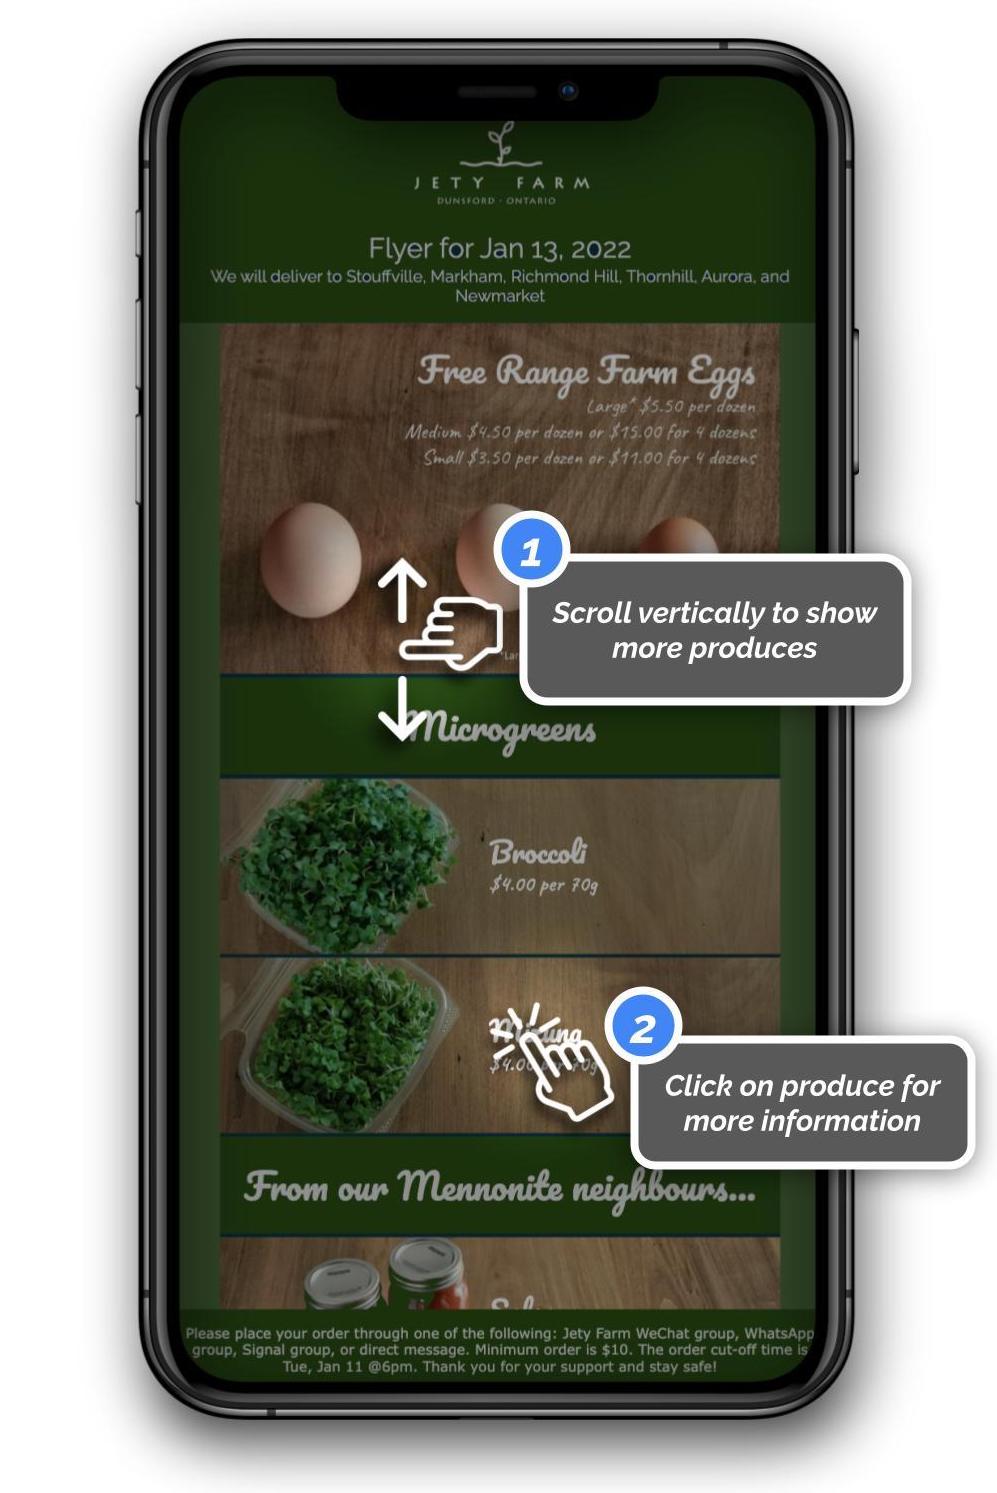 JETY FARM
DUNSFORD · ONTARIO
Flyer for Jan 13, 2022
We will deliver to Stouffville, Markham, Richmond Hill, Thornhill, Aurora, and
Newmarket
Free Range Farm Eggs
Large* $5.50 per dozen
Medium $4.50 per dozen or $15.00 for 4 dozens
Small $3.50 per dozen or $11.00 for 4 dozens
1
Scroll vertically to show
more produces
Microgreens
Broccoli
$4.00 per 70g
2
Click on produce for
more information
From our Mennonite neighbours...
Please place your order through one of the following: Jety Farm WeChat group, WhatsApp
group, Signal group, or direct message. Minimum order is $10. The order cut-off time is
Tue, Jan 11 @6pm. Thank you for your support and stay safe!